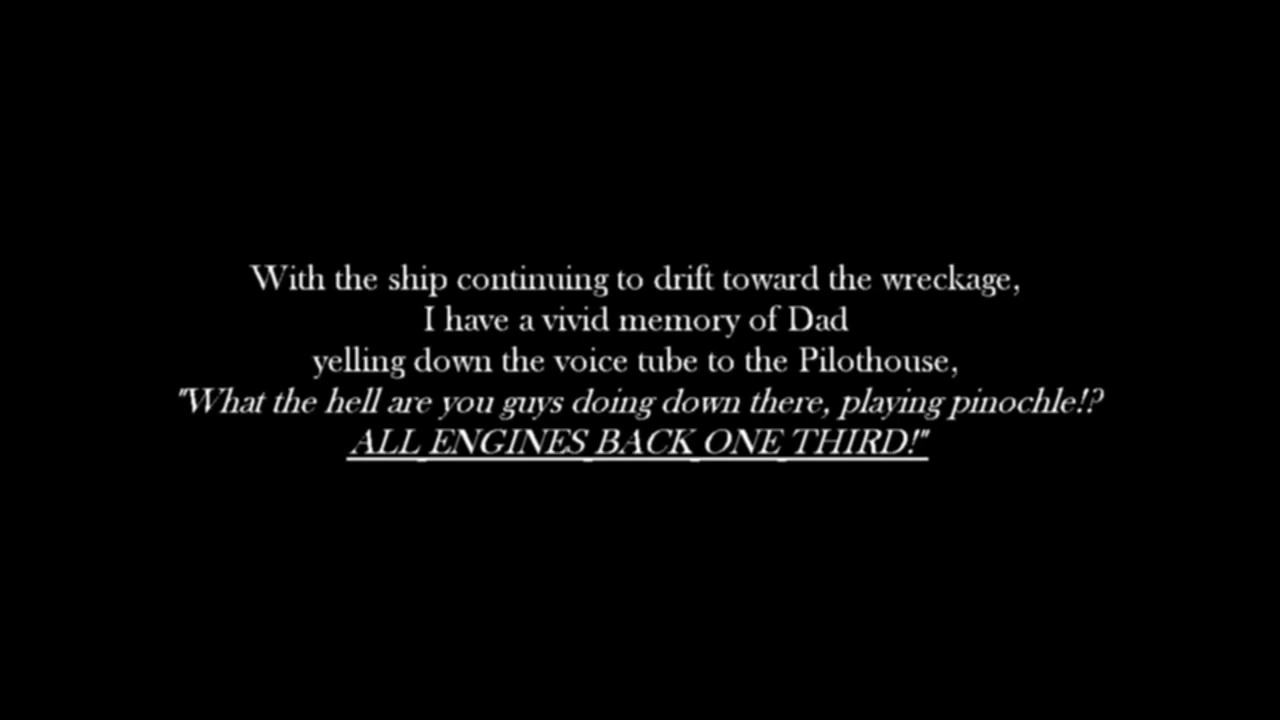 With the ship continuing to drift toward the wreckage,
I have a vivid memory of Dad
yelling down the voice tube to the Pilothouse,
"What the hell are you guys doing down there, playing pinochle!?
ALL ENGINES BACK ONE THIRD!"